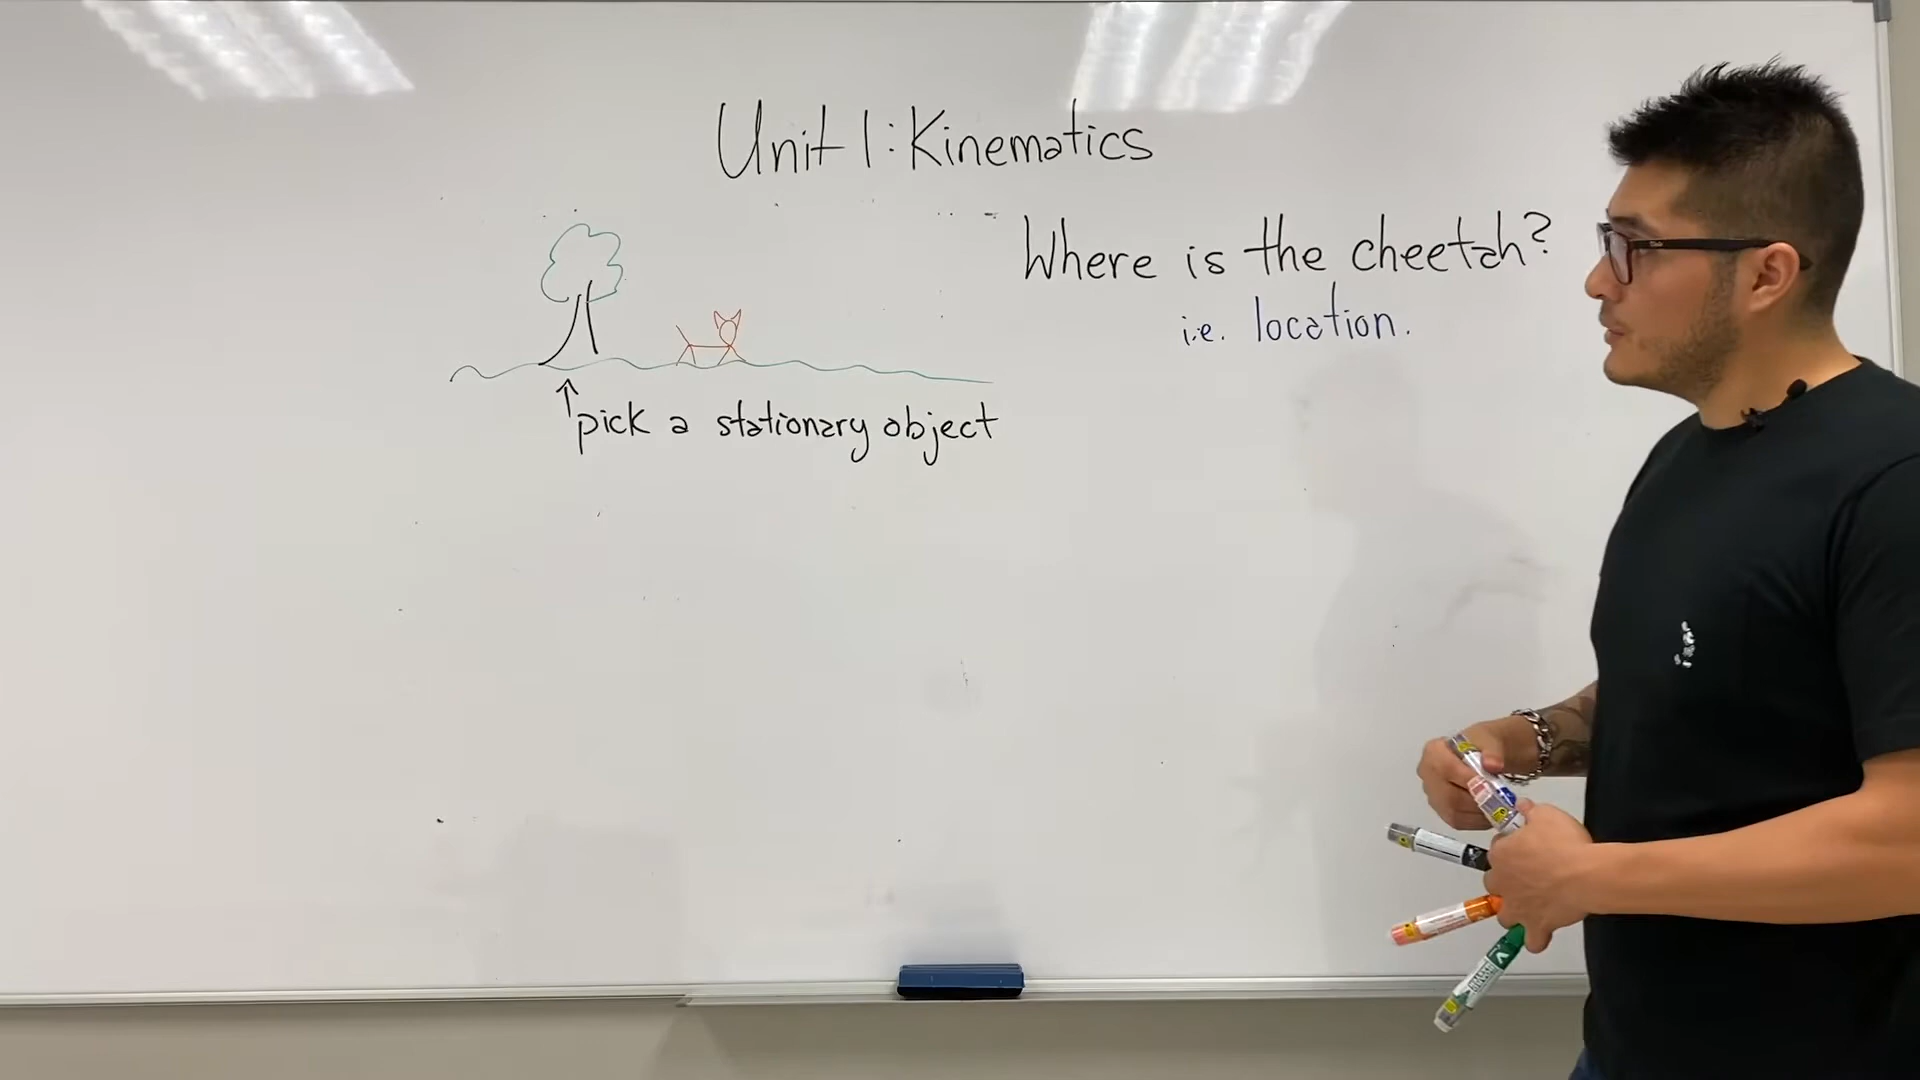 Unit 1: Kinematics
Where is the cheetah?
i.e. location.
pick a stationary object